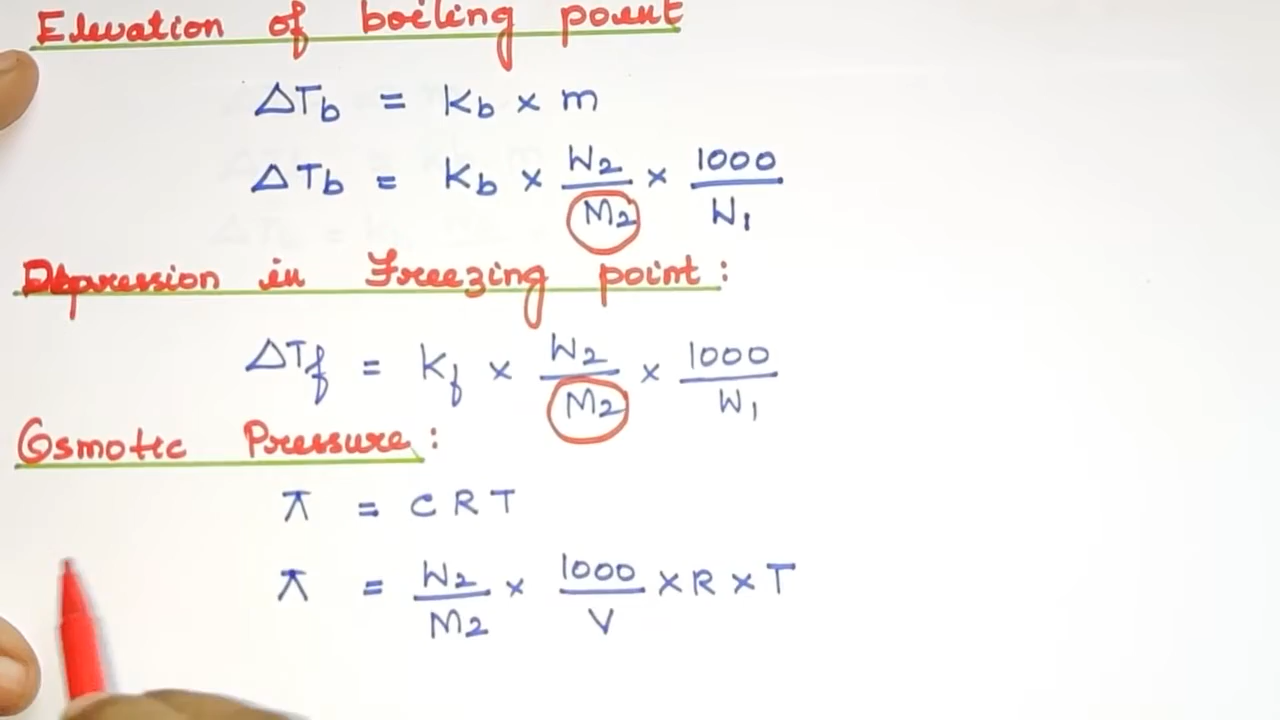 Elevation of boiling point
ΔTb = Kb × m
ΔTb = Kb × W2/M2 × 1000/W1
Depression in Freezing point :
ΔTf = Kf × W2/M2 × 1000/W1
Osmotic Pressure :
π = C R T
π = W2/M2 × 1000/V × R × T